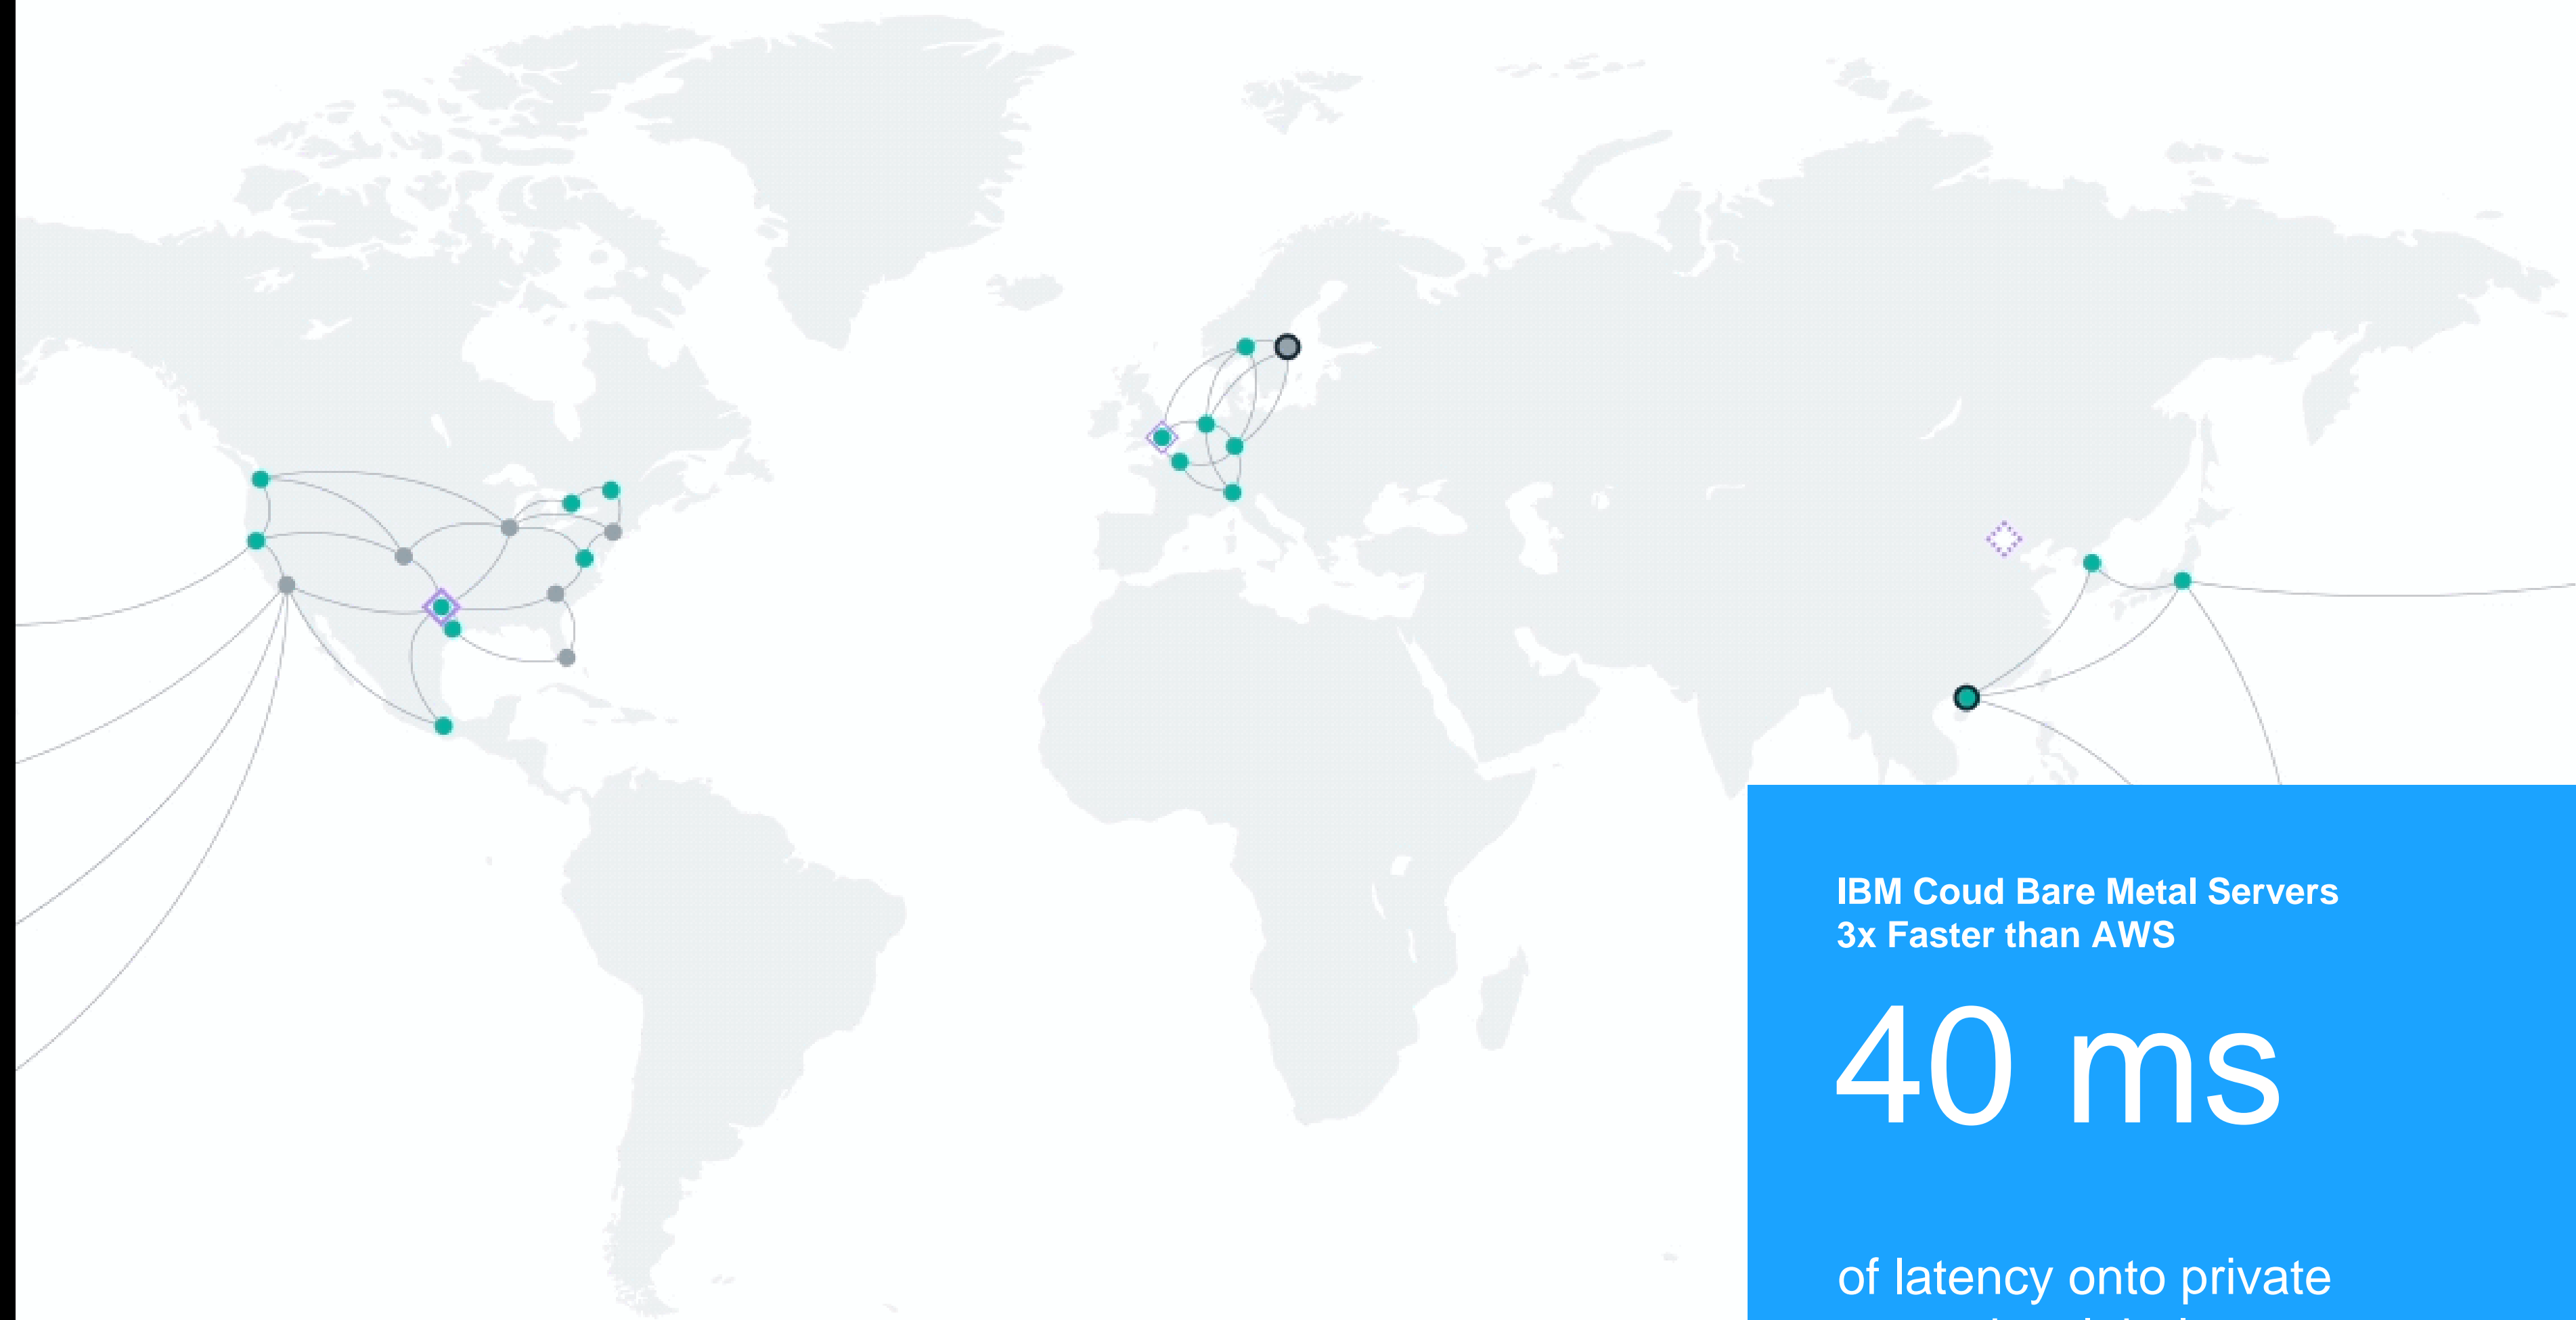 IBM Coud Bare Metal Servers
3x Faster than AWS
40 ms
of latency onto private